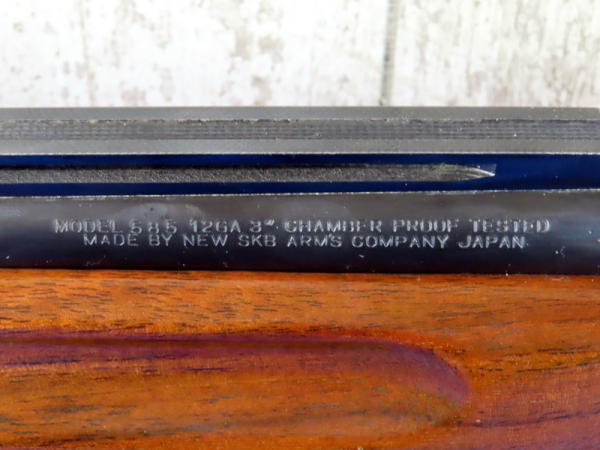 MODEL 585 12GA 3" CHAMBER PROOF TESTED
MADE BY NEW SKB ARMS COMPANY JAPAN